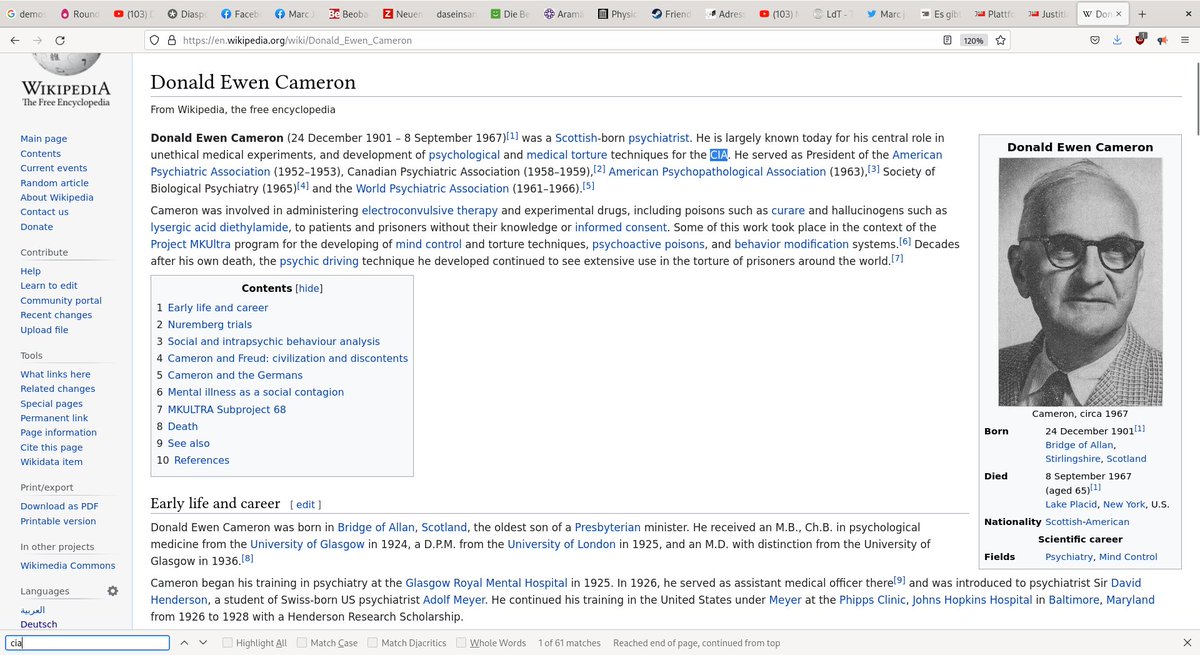 demos
Round
(103)
Diasp
Faceb
Marc J
Beoba
Neuen
daseinsan
Die Be
Aramä
Physic
Friend
Adres
(103) M
LdT - T
Marc j
Es gibt
Plattfo
Justiti
Don
https://en.wikipedia.org/wiki/Donald_Ewen_Cameron
120%
WIKIPEDIA
The Free Encyclopedia
Main page
Contents
Current events
Random article
About Wikipedia
Contact us
Donate
Contribute
Help
Learn to edit
Community portal
Recent changes
Upload file
Tools
What links here
Related changes
Special pages
Permanent link
Page information
Cite this page
Wikidata item
Print/export
Download as PDF
Printable version
In other projects
Wikimedia Commons
Languages
العربية
Deutsch
Donald Ewen Cameron
From Wikipedia, the free encyclopedia
Donald Ewen Cameron (24 December 1901 – 8 September 1967)[1] was a Scottish-born psychiatrist. He is largely known today for his central role in
unethical medical experiments, and development of psychological and medical torture techniques for the CIA. He served as President of the American
Psychiatric Association (1952–1953), Canadian Psychiatric Association (1958–1959),[2] American Psychopathological Association (1963),[3] Society of
Biological Psychiatry (1965)[4] and the World Psychiatric Association (1961–1966).[5]
Cameron was involved in administering electroconvulsive therapy and experimental drugs, including poisons such as curare and hallucinogens such as
lysergic acid diethylamide, to patients and prisoners without their knowledge or informed consent. Some of this work took place in the context of the
Project MKUltra program for the developing of mind control and torture techniques, psychoactive poisons, and behavior modification systems.[6] Decades
after his own death, the psychic driving technique he developed continued to see extensive use in the torture of prisoners around the world.[7]
Contents [hide]
1 Early life and career
2 Nuremberg trials
3 Social and intrapsychic behaviour analysis
4 Cameron and Freud: civilization and discontents
5 Cameron and the Germans
6 Mental illness as a social contagion
7 MKULTRA Subproject 68
8 Death
9 See also
10 References
Donald Ewen Cameron
Cameron, circa 1967
Born 24 December 1901[1]
Bridge of Allan,
Stirlingshire, Scotland
Died 8 September 1967
(aged 65)[1]
Lake Placid, New York, U.S.
Nationality Scottish-American
Scientific career
Fields Psychiatry, Mind Control
Early life and career [ edit ]
Donald Ewen Cameron was born in Bridge of Allan, Scotland, the oldest son of a Presbyterian minister. He received an M.B., Ch.B. in psychological
medicine from the University of Glasgow in 1924, a D.P.M. from the University of London in 1925, and an M.D. with distinction from the University of
Glasgow in 1936.[8]
Cameron began his training in psychiatry at the Glasgow Royal Mental Hospital in 1925. In 1926, he served as assistant medical officer there[9] and was introduced to psychiatrist Sir David
Henderson, a student of Swiss-born US psychiatrist Adolf Meyer. He continued his training in the United States under Meyer at the Phipps Clinic, Johns Hopkins Hospital in Baltimore, Maryland
from 1926 to 1928 with a Henderson Research Scholarship.
cia
Highlight All
Match Case
Match Diacritics
Whole Words
1 of 61 matches
Reached end of page, continued from top